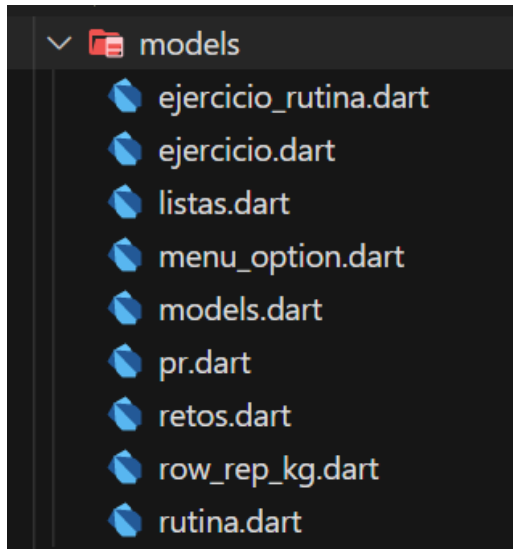 models
ejercicio_rutina.dart
ejercicio.dart
listas.dart
menu_option.dart
models.dart
pr.dart
retos.dart
row_rep_kg.dart
rutina.dart